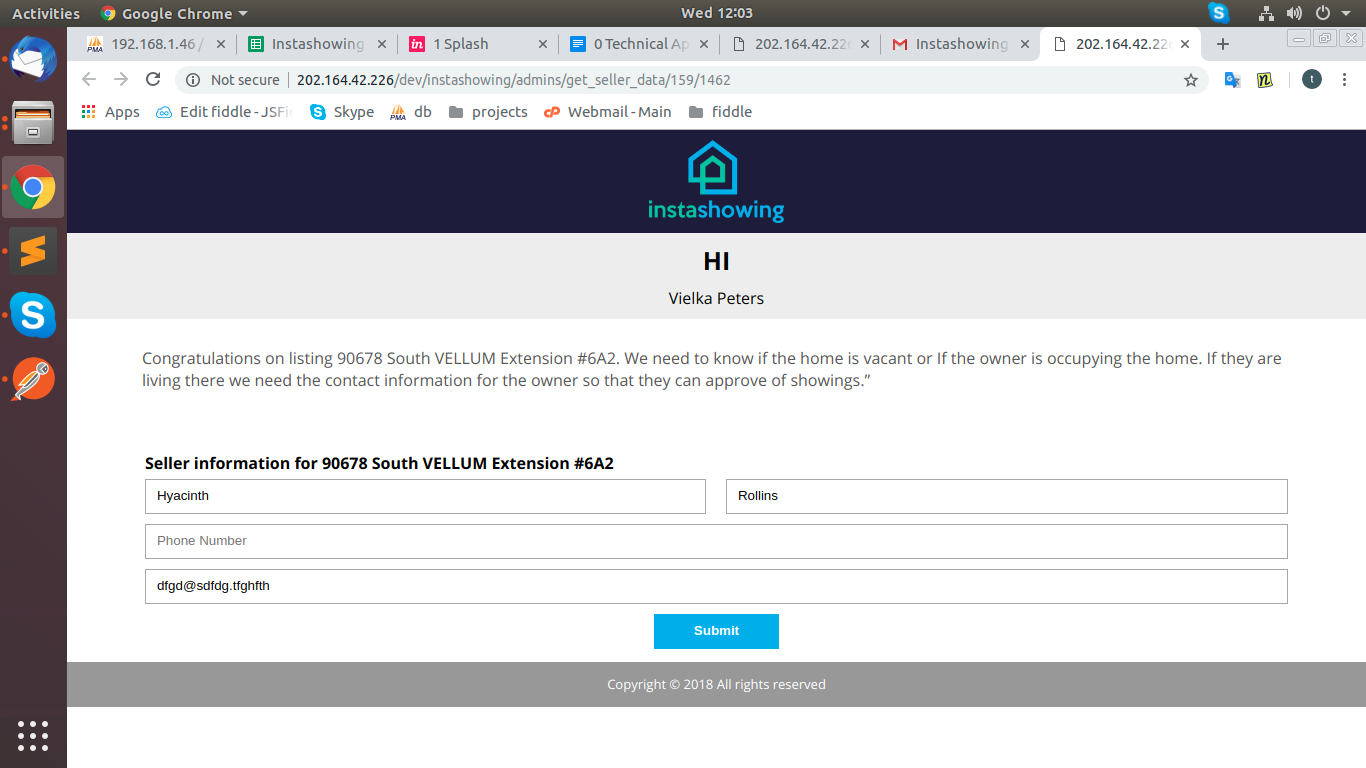 Activities Google Chrome Wed 12:03
192.168.1.46 / Instashowing 1 Splash 0 Technical Ap 202.164.42.22 Instashowing 202.164.42.22
Not secure 202.164.42.226/dev/instashowing/admins/get_seller_data/159/1462 t
Apps Edit fiddle - JSFi Skype PMA db projects cP Webmail - Main fiddle
instashowing
HI
Vielka Peters
Congratulations on listing 90678 South VELLUM Extension #6A2. We need to know if the home is vacant or If the owner is occupying the home. If they are
living there we need the contact information for the owner so that they can approve of showings.”
Seller information for 90678 South VELLUM Extension #6A2
Hyacinth Rollins
Phone Number
dfgd@sdfdg.tfghfth
Submit
Copyright © 2018 All rights reserved